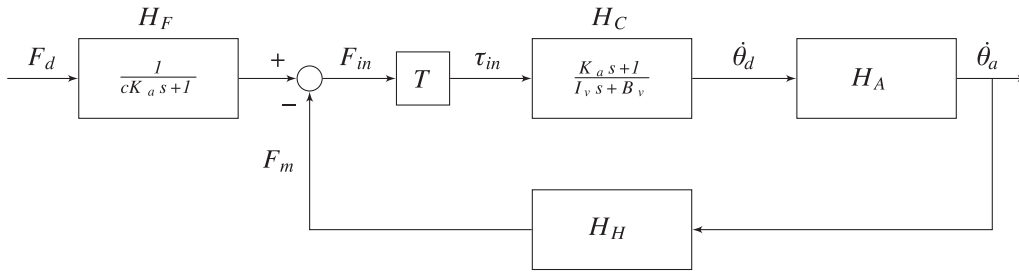 H_F
H_C
F_d
+
F_in
τ_in
θ̇_d
θ̇_a
1
cK_a s+1
T
K_a s+1
I_v s+B_v
H_A
−
F_m
H_H